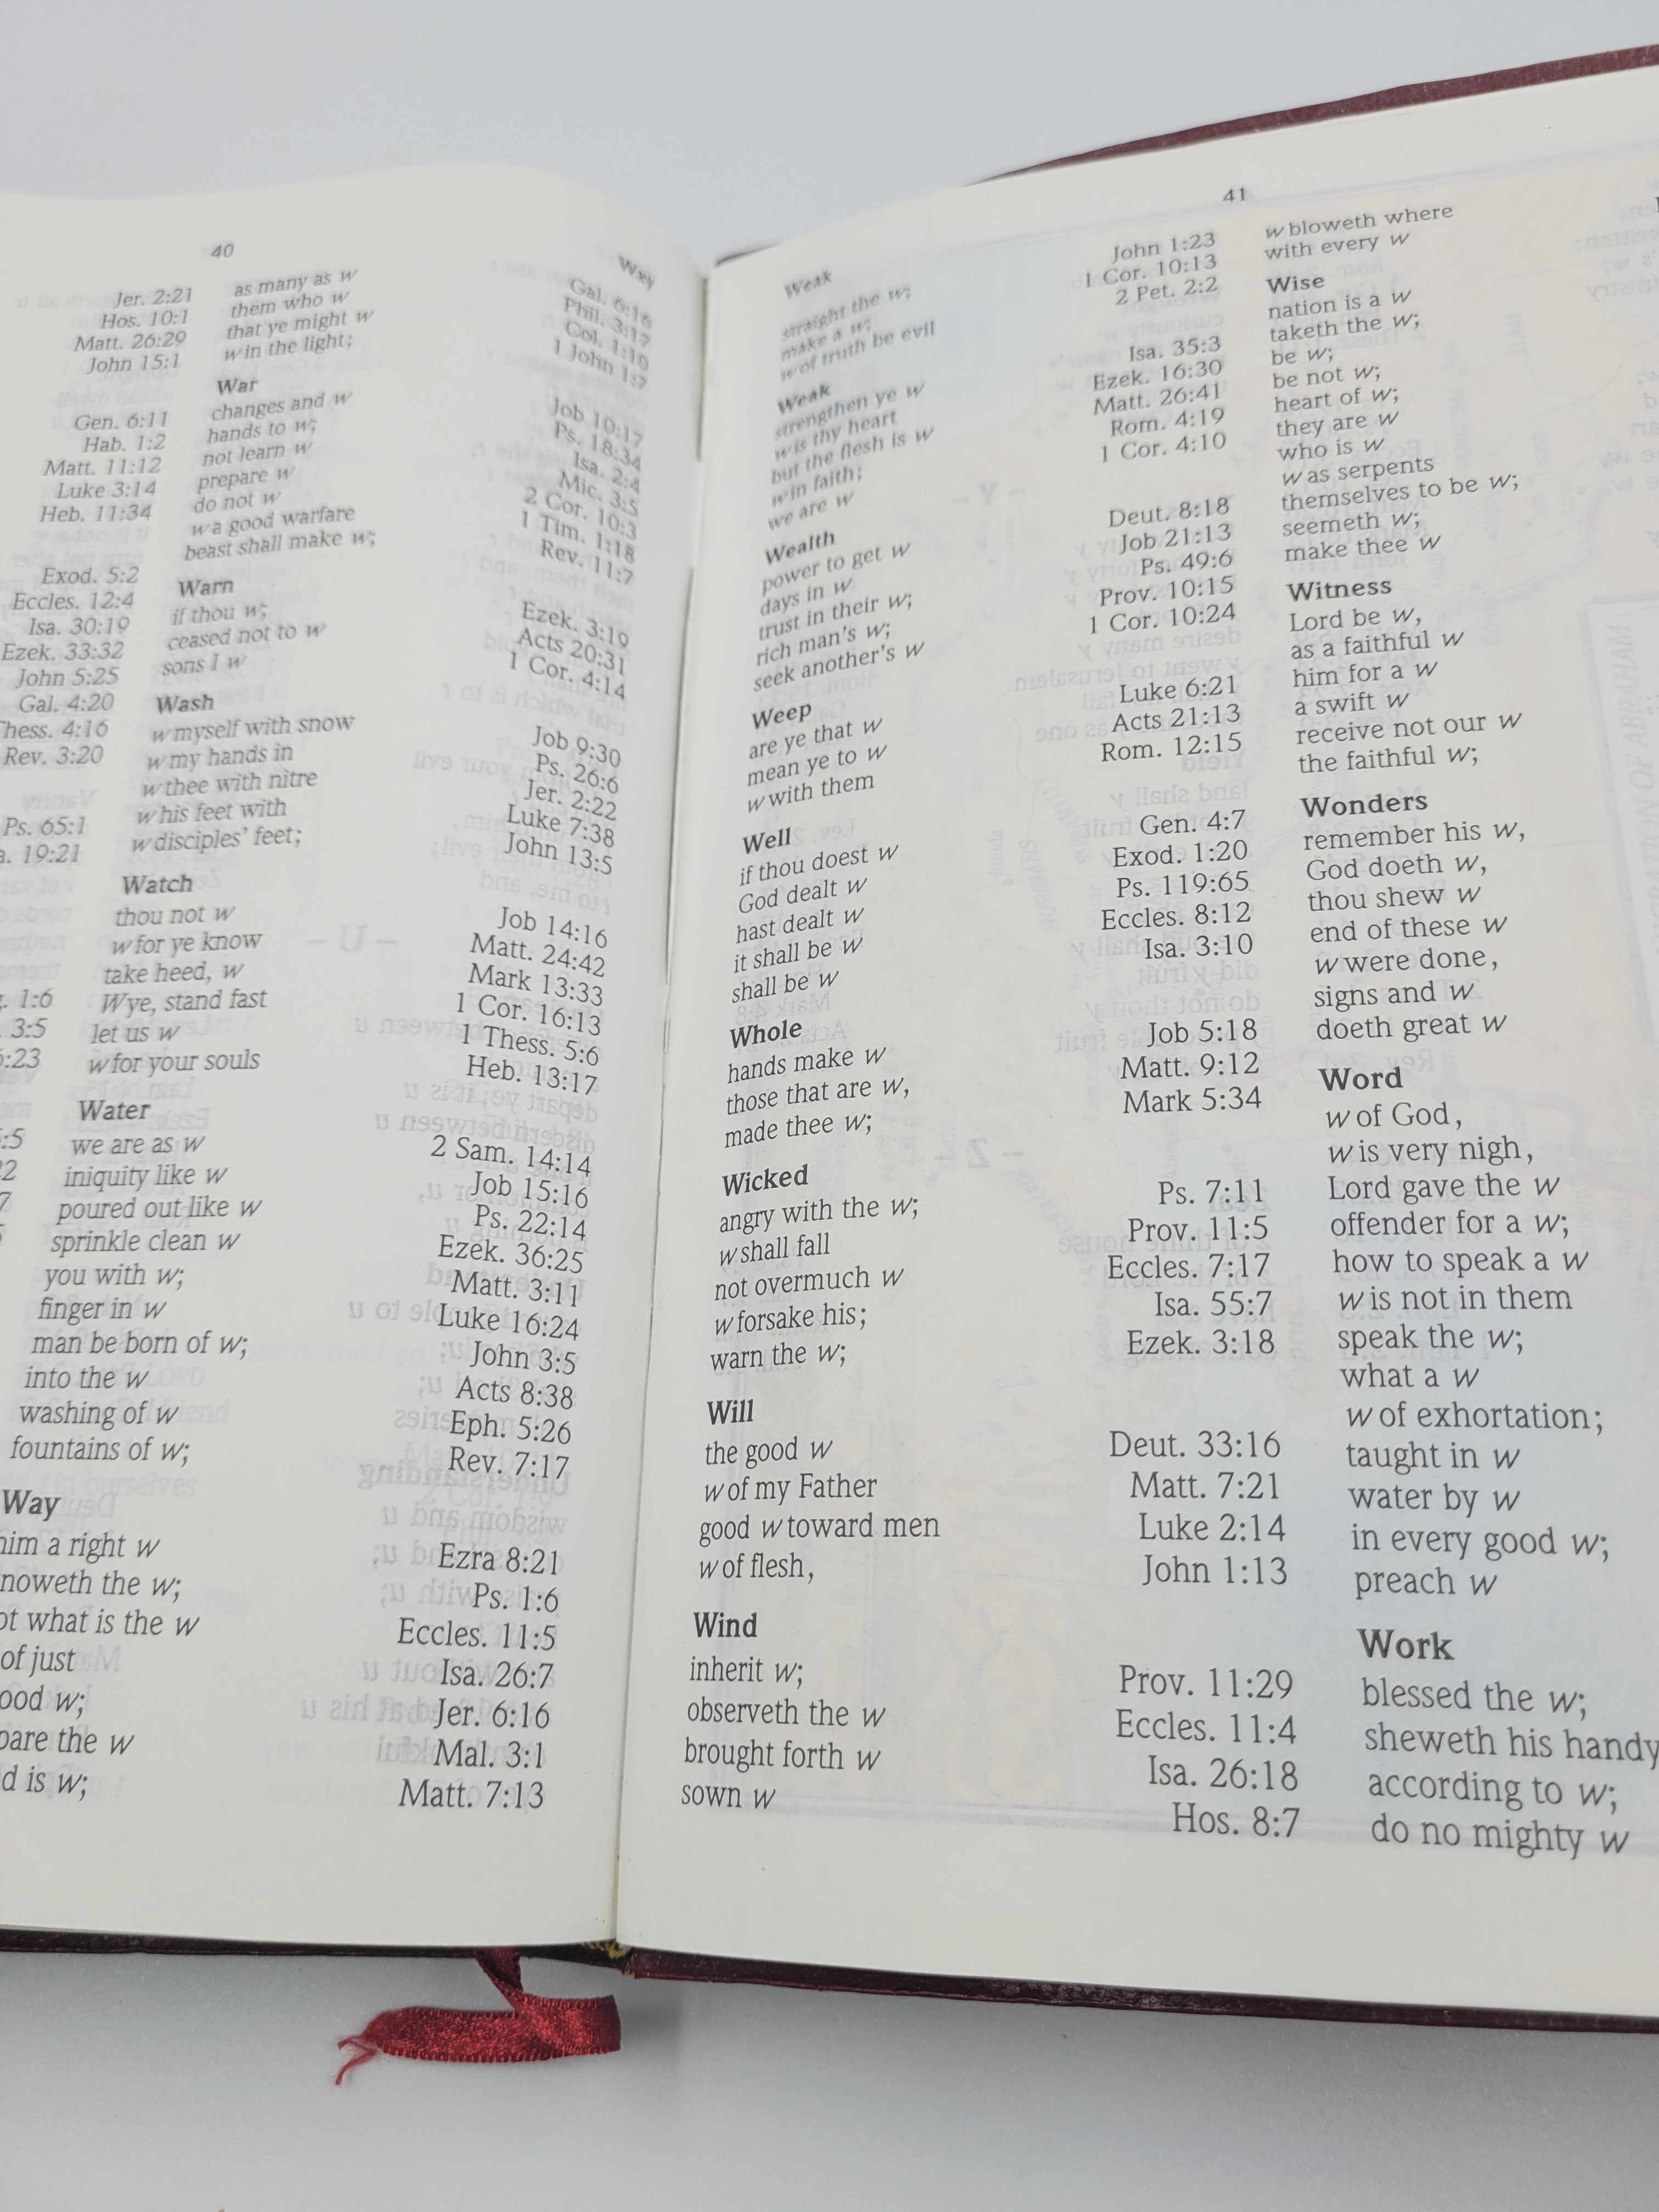 40
Way
Jer. 2:21
Hos. 10:1
Matt. 26:29
John 15:1
Gen. 6:11
Hab. 1:2
Matt. 11:12
Luke 3:14
Heb. 11:34
Exod. 5:2
Eccles. 12:4
Isa. 30:19
Ezek. 33:32
John 5:25
Gal. 4:20
Thess. 4:16
Rev. 3:20
Ps. 65:1
19:21
1:6
3:5
:23
:5
as many as w Gal. 6:16
them who w Phil. 3:17
that ye might w Col. 1:10
w in the light; 1 John 1:7
War
changes and w Job 10:17
hands to w; Ps. 18:34
not learn w Isa. 2:4
prepare w Mic. 3:5
do not w 2 Cor. 10:3
w a good warfare 1 Tim. 1:18
beast shall make w; Rev. 11:7
Warn
if thou w; Ezek. 3:19
ceased not to w Acts 20:31
sons I w 1 Cor. 4:14
Wash
w myself with snow Job 9:30
w my hands in Ps. 26:6
w thee with nitre Jer. 2:22
w his feet with Luke 7:38
w disciples' feet; John 13:5
Watch
thou not w Job 14:16
w for ye know Matt. 24:42
take heed, w Mark 13:33
W ye, stand fast 1 Cor. 16:13
let us w 1 Thess. 5:6
w for your souls Heb. 13:17
Water
we are as w 2 Sam. 14:14
iniquity like w Job 15:16
poured out like w Ps. 22:14
sprinkle clean w Ezek. 36:25
you with w; Matt. 3:11
finger in w Luke 16:24
man be born of w; John 3:5
into the w Acts 8:38
washing of w Eph. 5:26
fountains of w; Rev. 7:17
Way
him a right w Ezra 8:21
noweth the w; Ps. 1:6
ot what is the w Eccles. 11:5
of just Isa. 26:7
ood w; Jer. 6:16
pare the w Mal. 3:1
d is w; Matt. 7:13
Weak
41
straight the w; John 1:23
make a w; 1 Cor. 10:13
w of truth be evil 2 Pet. 2:2
Weak
strengthen ye w Isa. 35:3
w is thy heart Ezek. 16:30
but the flesh is w Matt. 26:41
w in faith; Rom. 4:19
we are w 1 Cor. 4:10
Wealth
power to get w Deut. 8:18
days in w Job 21:13
trust in their w; Ps. 49:6
rich man's w; Prov. 10:15
seek another's w 1 Cor. 10:24
Weep
are ye that w Luke 6:21
mean ye to w Acts 21:13
w with them Rom. 12:15
Well
if thou doest w Gen. 4:7
God dealt w Exod. 1:20
hast dealt w Ps. 119:65
it shall be w Eccles. 8:12
shall be w Isa. 3:10
Whole
hands make w Job 5:18
those that are w, Matt. 9:12
made thee w; Mark 5:34
Wicked
angry with the w; Ps. 7:11
w shall fall Prov. 11:5
not overmuch w Eccles. 7:17
w forsake his; Isa. 55:7
warn the w; Ezek. 3:18
Will
the good w Deut. 33:16
w of my Father Matt. 7:21
good w toward men Luke 2:14
w of flesh, John 1:13
Wind
inherit w; Prov. 11:29
observeth the w Eccles. 11:4
brought forth w Isa. 26:18
sown w Hos. 8:7
w bloweth where
with every w
Wise
nation is a w
taketh the w;
be w;
be not w;
heart of w;
they are w
who is w
w as serpents
themselves to be w;
seemeth w;
make thee w
Witness
Lord be w,
as a faithful w
him for a w
a swift w
receive not our w
the faithful w;
Wonders
remember his w,
God doeth w,
thou shew w
end of these w
w were done,
signs and w
doeth great w
Word
w of God,
w is very nigh,
Lord gave the w
offender for a w;
how to speak a w
w is not in them
speak the w;
what a w
w of exhortation;
taught in w
water by w
in every good w;
preach w
Work
blessed the w;
sheweth his handy
according to w;
do no mighty w